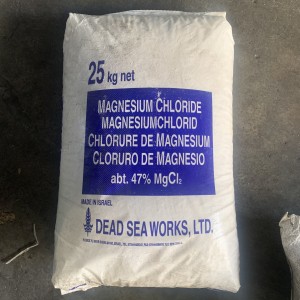 25 kg net
MAGNESIUM CHLORIDE
MAGNESIUMCHLORID
CHLORURE DE MAGNESIUM
CLORURO DE MAGNESIO
abt. 47% MgCl₂
MADE IN ISRAEL
DEAD SEA WORKS, LTD.